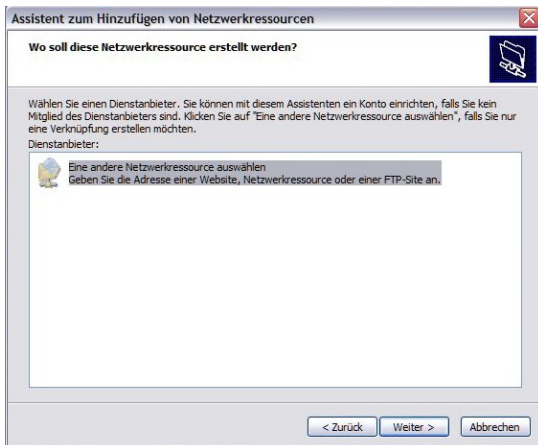 Assistent zum Hinzufügen von Netzwerkressourcen
Wo soll diese Netzwerkressource erstellt werden?
Wählen Sie einen Dienstanbieter. Sie können mit diesem Assistenten ein Konto einrichten, falls Sie kein
Mitglied des Dienstanbieters sind. Klicken Sie auf "Eine andere Netzwerkressource auswählen", falls Sie nur
eine Verknüpfung erstellen möchten.
Dienstanbieter:
Eine andere Netzwerkressource auswählen
Geben Sie die Adresse einer Website, Netzwerkressource oder einer FTP-Site an.
< Zurück Weiter > Abbrechen